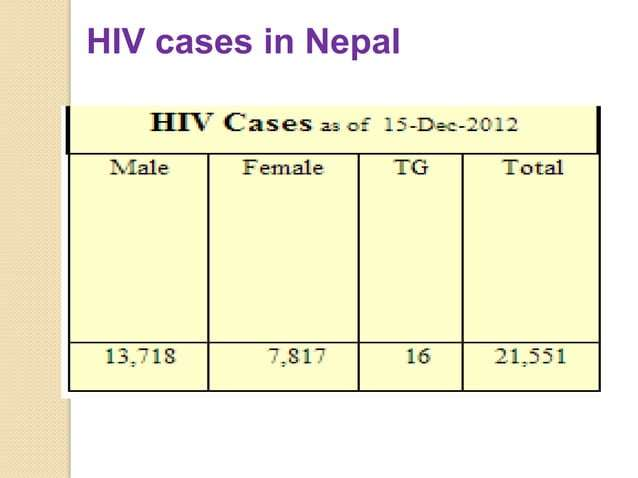 HIV cases in Nepal
HIV Cases as of 15-Dec-2012
Male Female TG Total
13,718 7,817 16 21,551